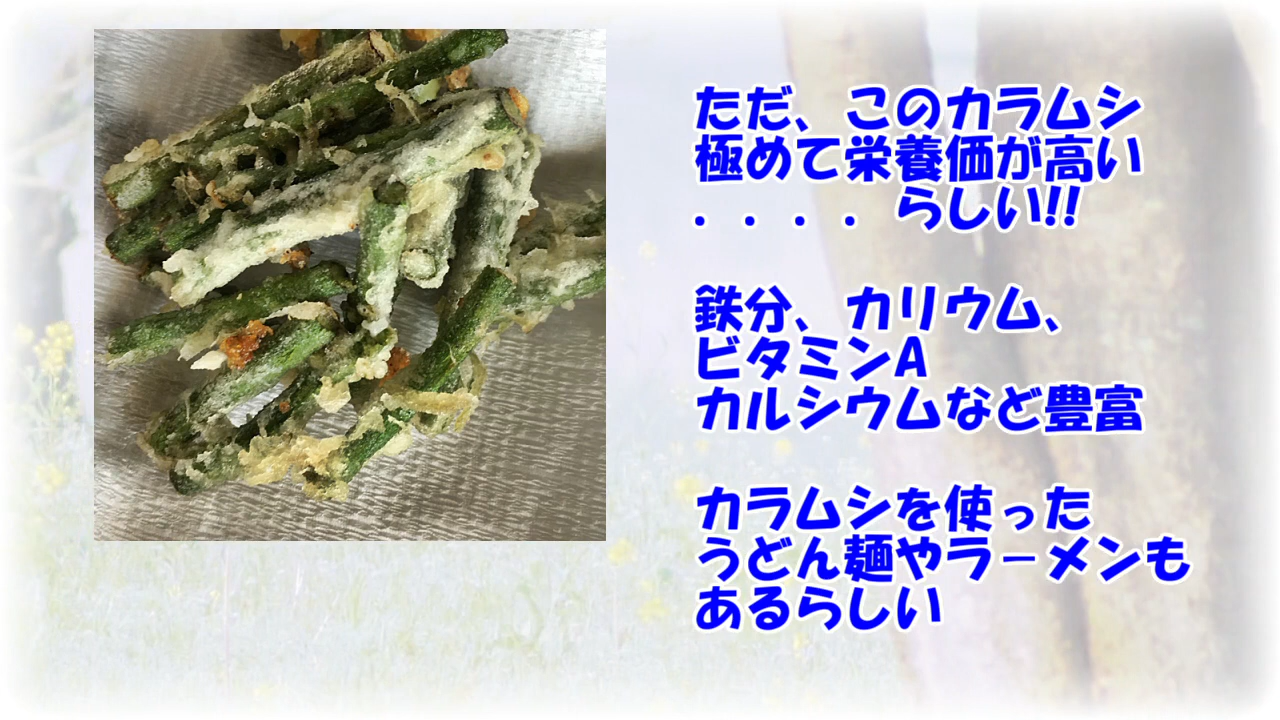 ただ、このカラムシ
極めて栄養価が高い
．．．．らしい!!
鉄分、カリウム、
ビタミンA
カルシウムなど豊富
カラムシを使った
うどん麺やラーメンも
あるらしい